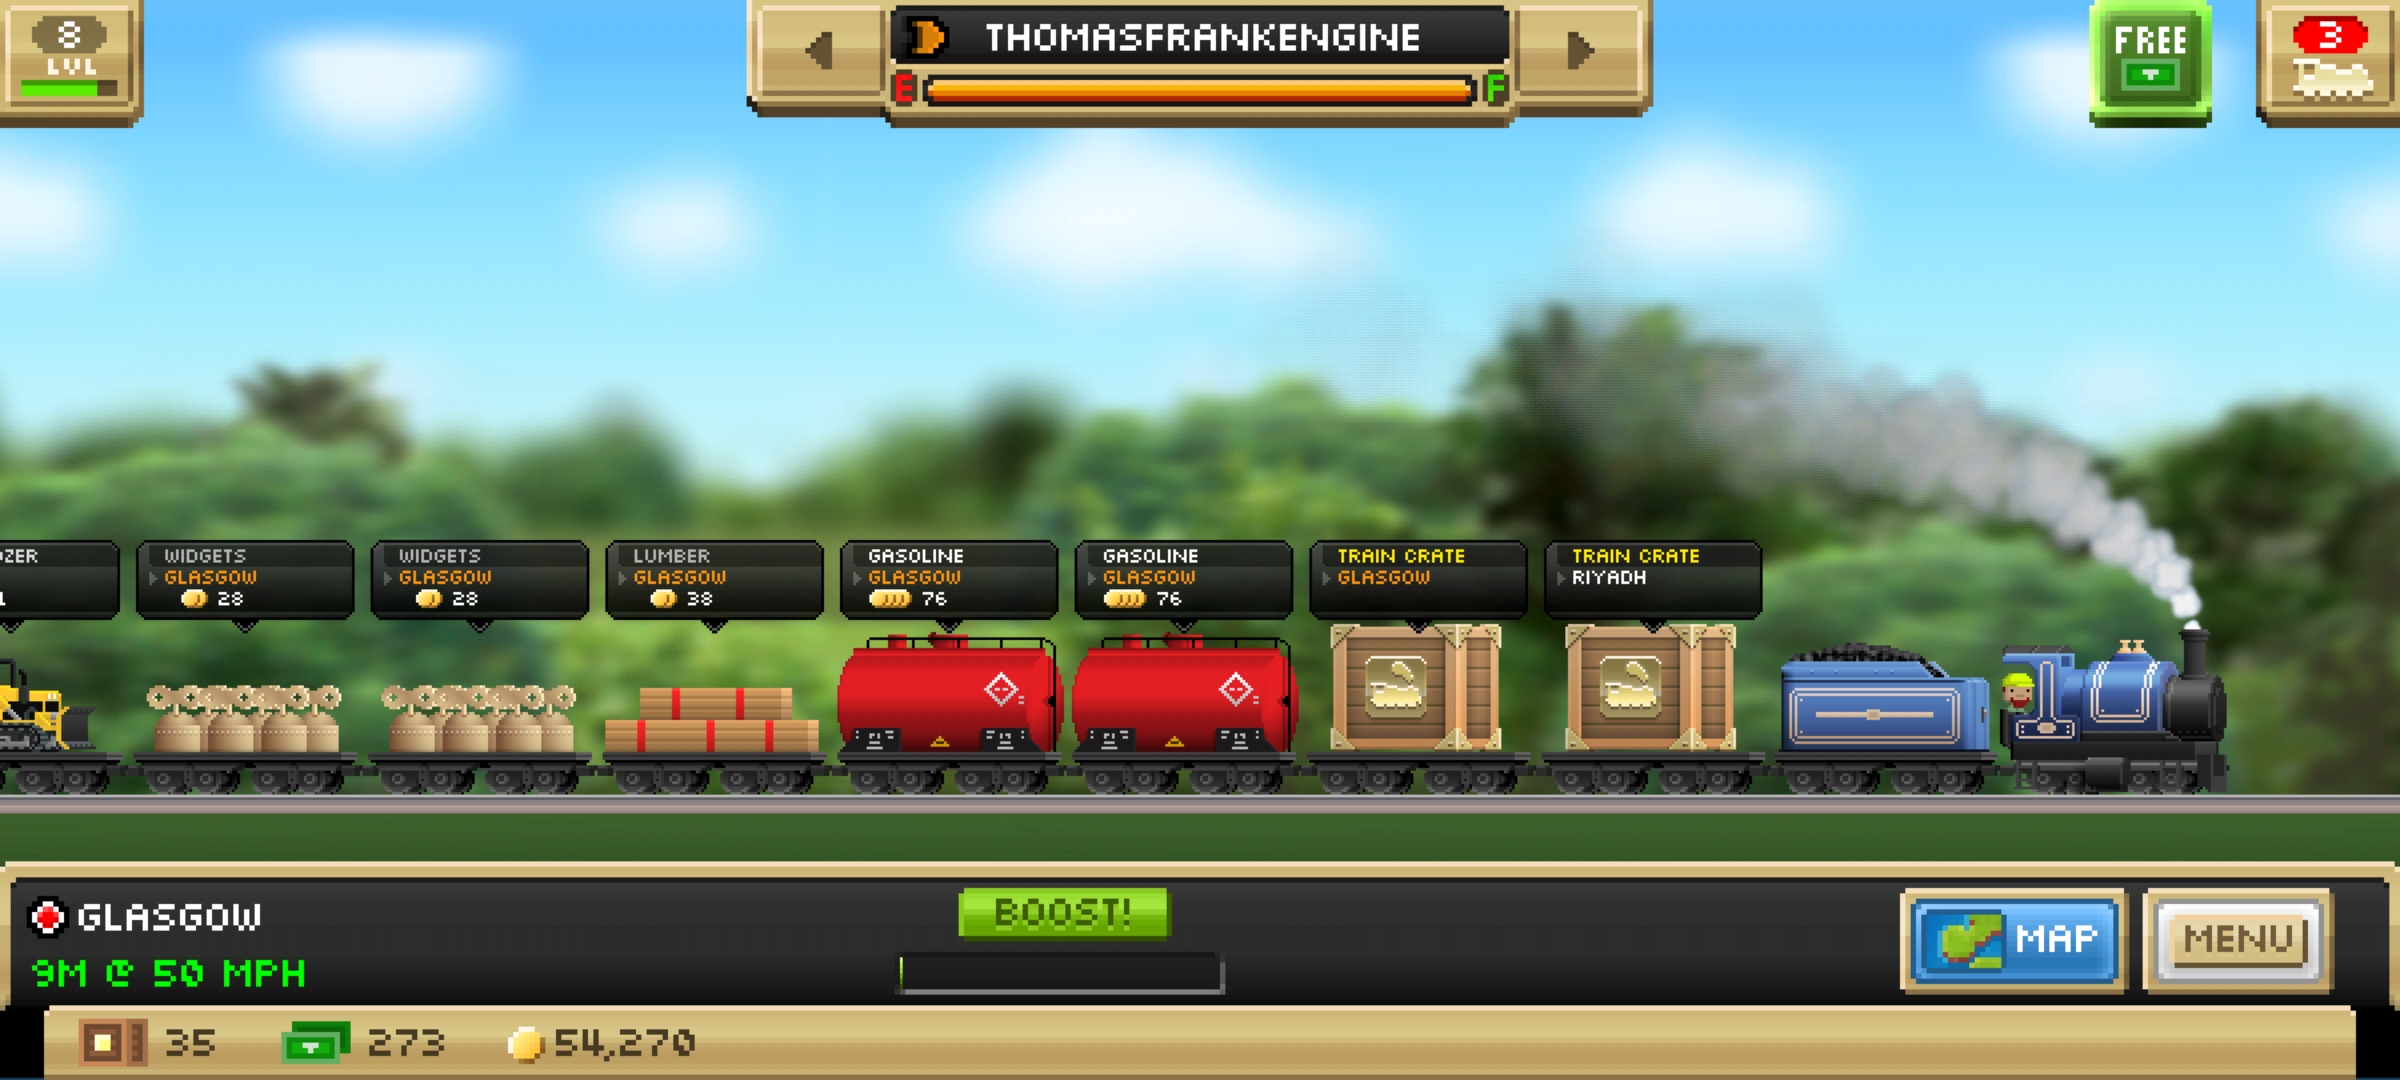 8
LVL
THOMASFRANKENGINE
E F
FREE
3
ZER
WIDGETS
GLASGOW
28
WIDGETS
GLASGOW
28
LUMBER
GLASGOW
38
GASOLINE
GLASGOW
76
GASOLINE
GLASGOW
76
TRAIN CRATE
GLASGOW
TRAIN CRATE
RIYADH
GLASGOW
9M @ 50 MPH
BOOST!
MAP
MENU
35
273
54,270